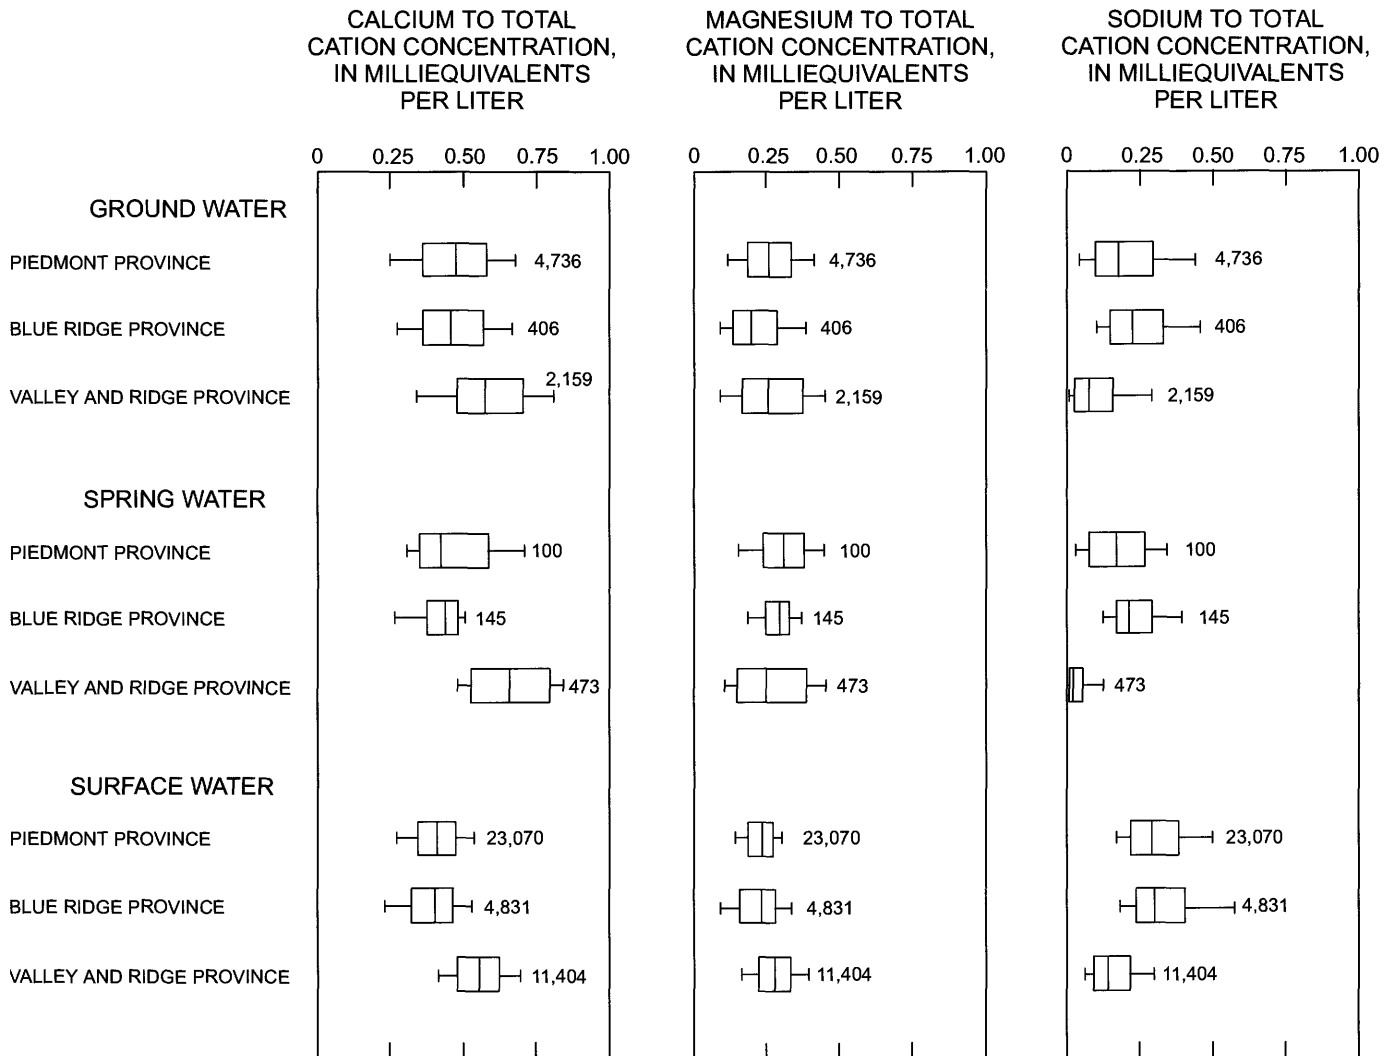 CALCIUM TO TOTAL
CATION CONCENTRATION,
IN MILLIEQUIVALENTS
PER LITER
MAGNESIUM TO TOTAL
CATION CONCENTRATION,
IN MILLIEQUIVALENTS
PER LITER
SODIUM TO TOTAL
CATION CONCENTRATION,
IN MILLIEQUIVALENTS
PER LITER
0 0.25 0.50 0.75 1.00 0 0.25 0.50 0.75 1.00 0 0.25 0.50 0.75 1.00
GROUND WATER
PIEDMONT PROVINCE 4,736 4,736 4,736
BLUE RIDGE PROVINCE 406 406 406
VALLEY AND RIDGE PROVINCE 2,159 2,159 2,159
SPRING WATER
PIEDMONT PROVINCE 100 100 100
BLUE RIDGE PROVINCE 145 145 145
VALLEY AND RIDGE PROVINCE 473 473 473
SURFACE WATER
PIEDMONT PROVINCE 23,070 23,070 23,070
BLUE RIDGE PROVINCE 4,831 4,831 4,831
VALLEY AND RIDGE PROVINCE 11,404 11,404 11,404